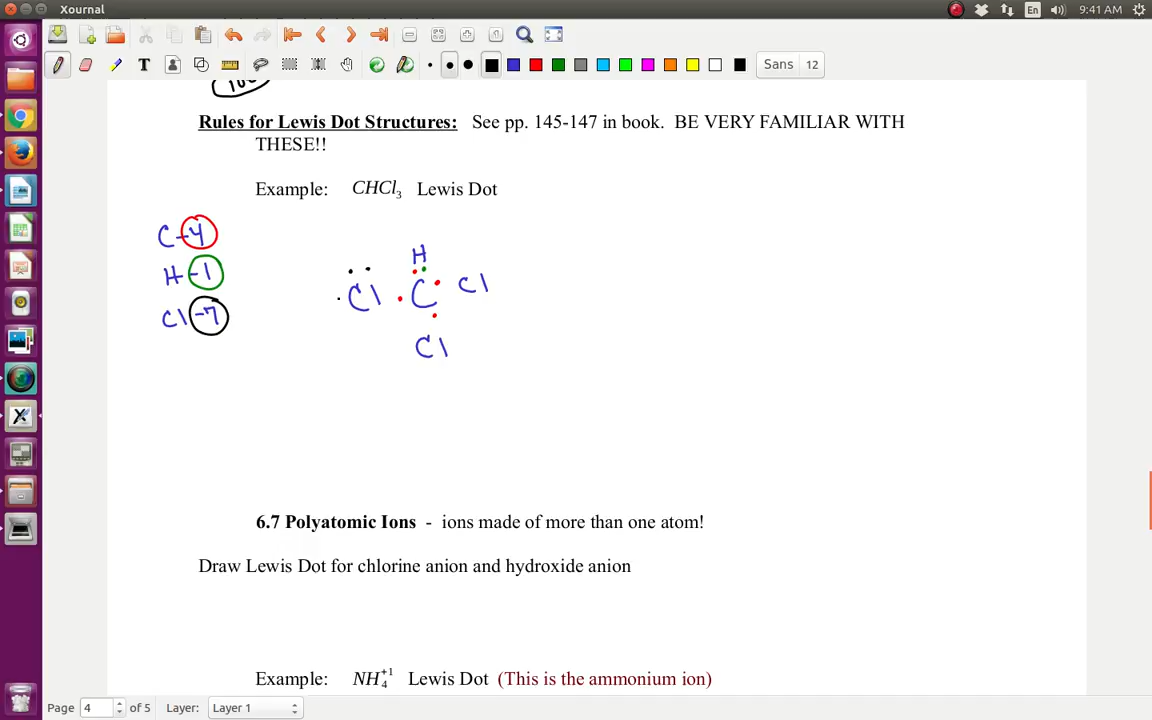 Xournal
En 9:41 AM
T Sans 12
Rules for Lewis Dot Structures: See pp. 145-147 in book. BE VERY FAMILIAR WITH
THESE!!
Example: CHCl3 Lewis Dot
C-4
H-1
Cl-7
H
Cl C Cl
Cl
6.7 Polyatomic Ions - ions made of more than one atom!
Draw Lewis Dot for chlorine anion and hydroxide anion
Example: NH4+1 Lewis Dot (This is the ammonium ion)
Page 4 of 5 Layer: Layer 1